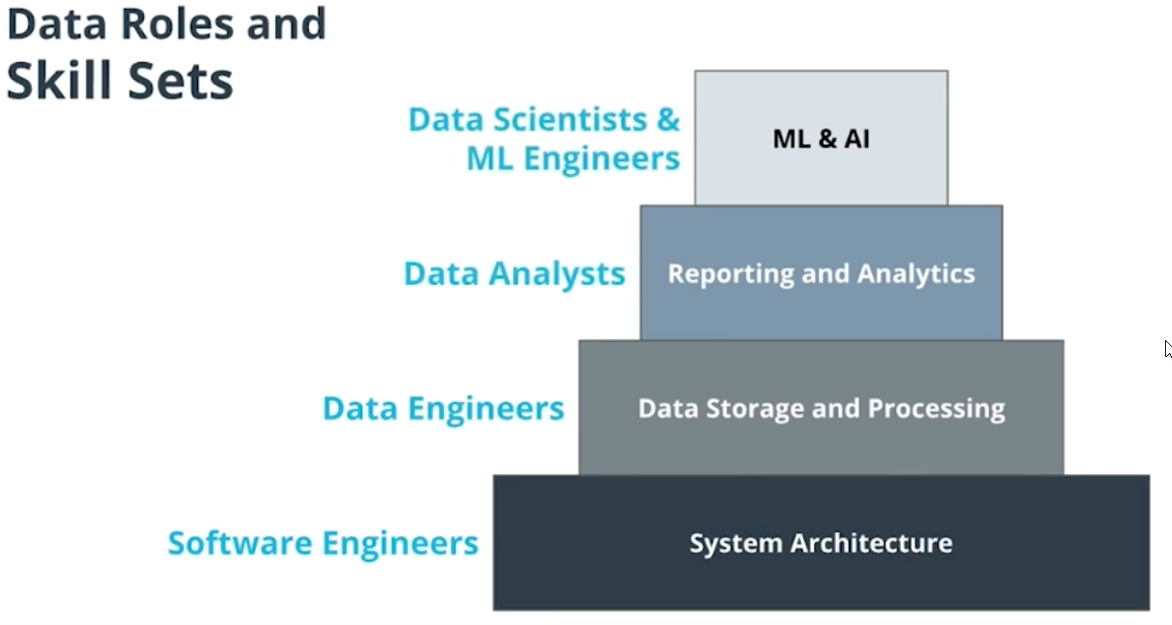 Data Roles and
Skill Sets
Data Scientists &
ML Engineers
ML & AI
Data Analysts
Reporting and Analytics
Data Engineers
Data Storage and Processing
Software Engineers
System Architecture